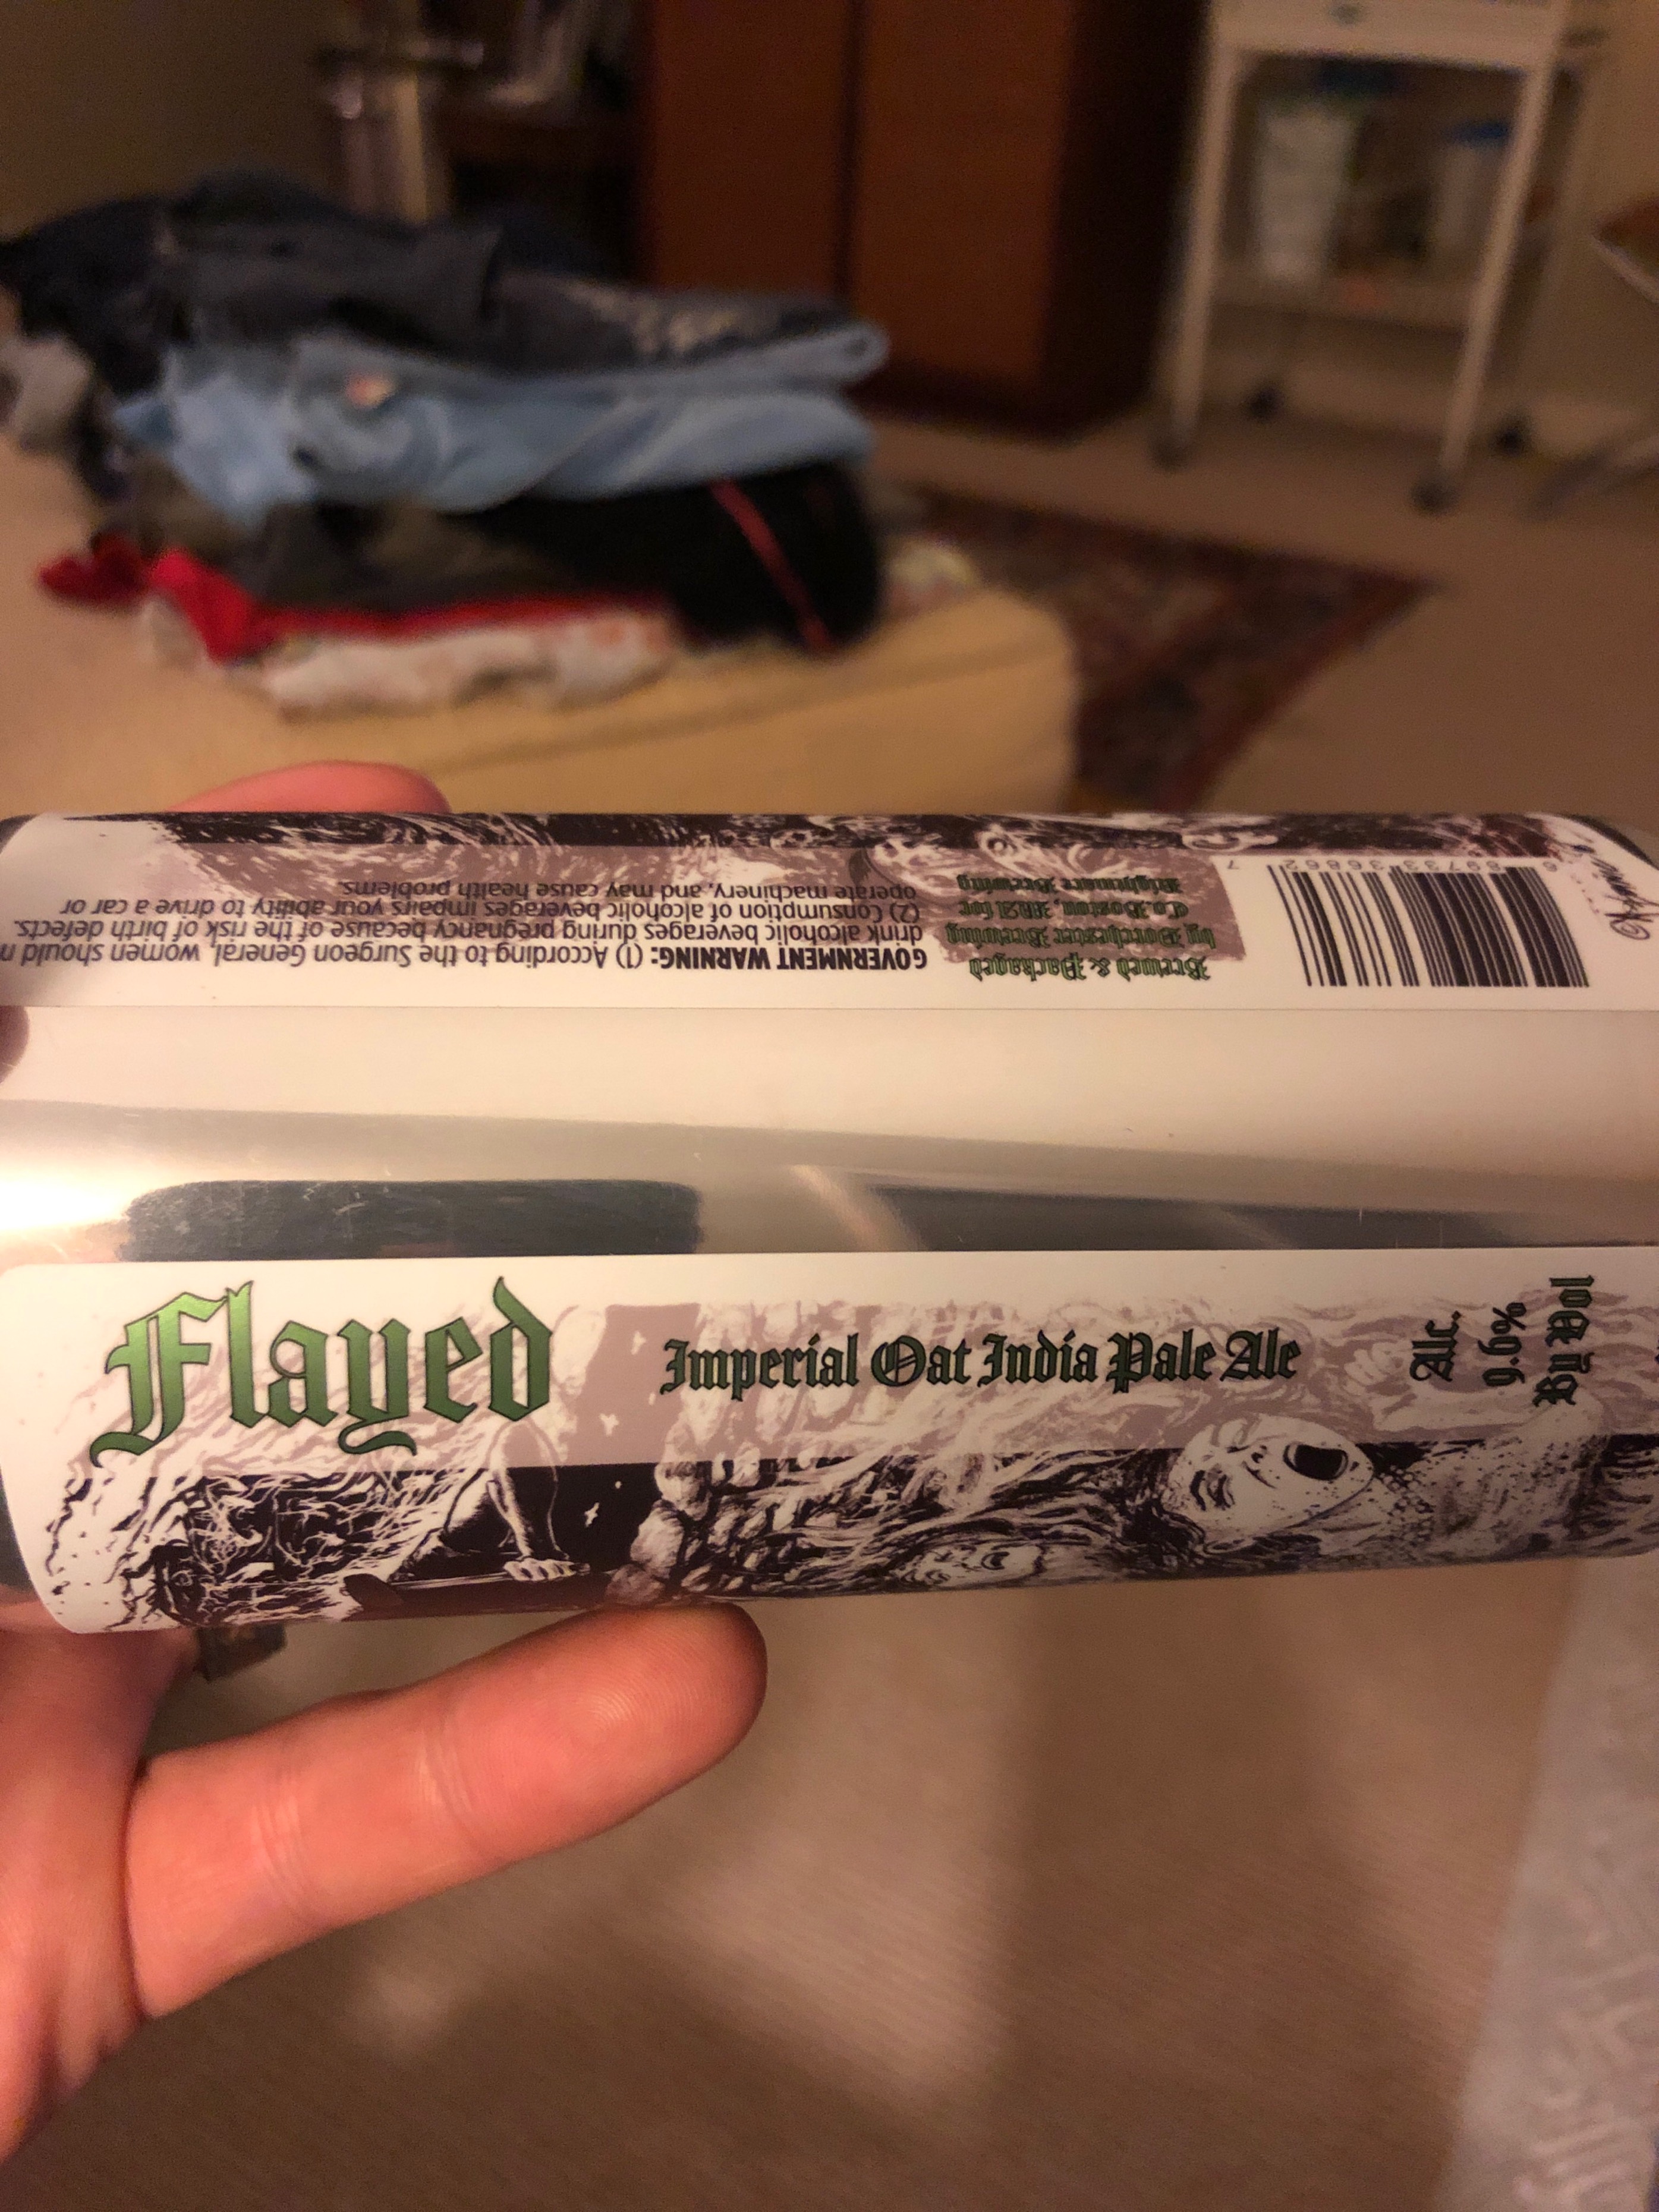 Flayed
Imperial Oat India Pale Ale
Alc.
9.6%
By Vol
GOVERNMENT WARNING: (1) According to the Surgeon General, women should
drink alcoholic beverages during pregnancy because of the risk of birth defects.
(2) Consumption of alcoholic beverages impairs your ability to drive a car or
operate machinery, and may cause health problems.
Brewed & Packaged
by Dorchester Brewing
Co. Boston, MA for
Nightmare Brewing